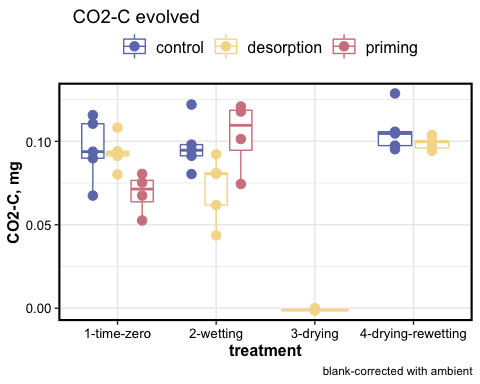 CO2-C evolved
control desorption priming
CO2-C, mg
0.10
0.05
0.00
1-time-zero 2-wetting 3-drying 4-drying-rewetting
treatment
blank-corrected with ambient